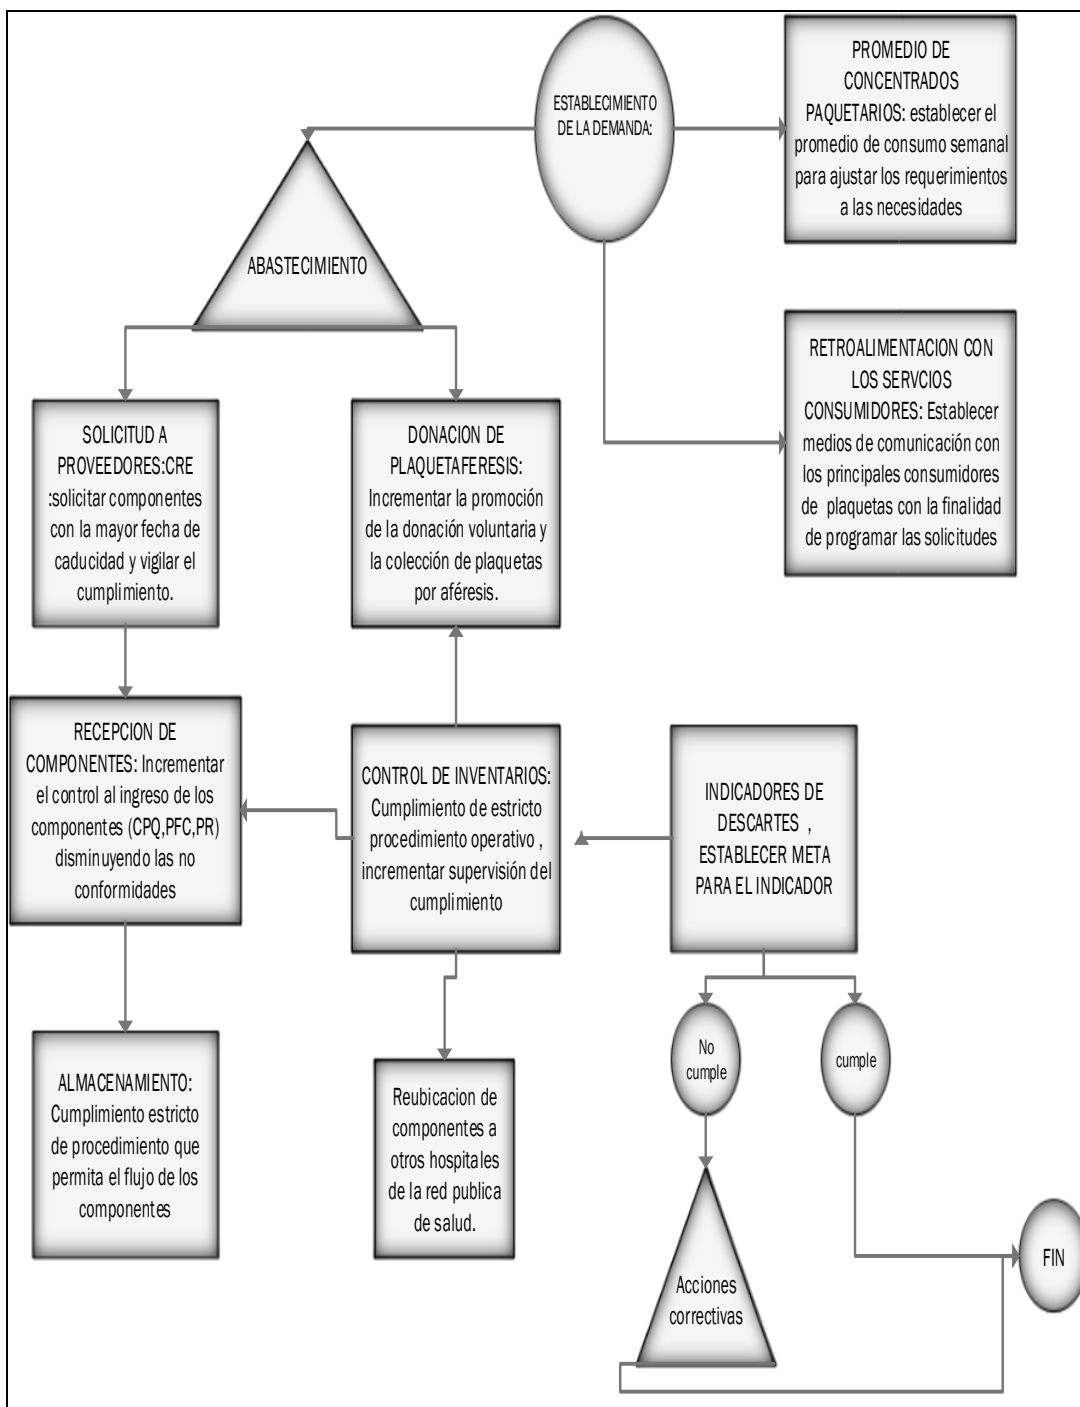 ESTABLECIMIENTO
DE LA DEMANDA:
PROMEDIO DE
CONCENTRADOS
PAQUETARIOS: establecer el
promedio de consumo semanal
para ajustar los requerimientos
a las necesidades
ABASTECIMIENTO
RETROALIMENTACION CON
LOS SERVCIOS
CONSUMIDORES: Establecer
medios de comunicación con
los principales consumidores
de plaquetas con la finalidad
de programar las solicitudes
SOLICITUD A
PROVEEDORES:CRE
:solicitar componentes
con la mayor fecha de
caducidad y vigilar el
cumplimiento.
DONACION DE
PLAQUETAFERESIS:
Incrementar la promoción
de la donación voluntaria y
la colección de plaquetas
por aféresis.
RECEPCION DE
COMPONENTES: Incrementar
el control al ingreso de los
componentes (CPQ,PFC,PR)
disminuyendo las no
conformidades
CONTROL DE INVENTARIOS:
Cumplimiento de estricto
procedimiento operativo ,
incrementar supervisión del
cumplimiento
INDICADORES DE
DESCARTES ,
ESTABLECER META
PARA EL INDICADOR
No
cumple
cumple
ALMACENAMIENTO:
Cumplimiento estricto
de procedimiento que
permita el flujo de los
componentes
Reubicacion de
componentes a
otros hospitales
de la red publica
de salud.
Acciones
correctivas
FIN